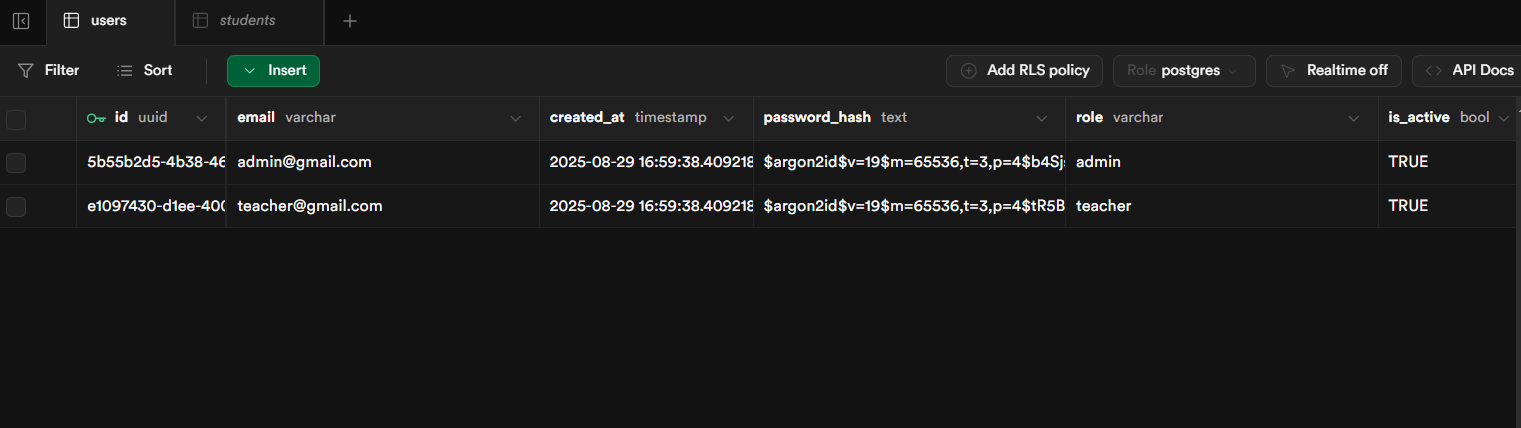 users students
Filter Sort Insert Add RLS policy Role postgres Realtime off API Docs
id uuid email varchar created_at timestamp password_hash text role varchar is_active bool
5b55b2d5-4b38-46 admin@gmail.com 2025-08-29 16:59:38.409218 $argon2id$v=19$m=65536,t=3,p=4$b4Sj admin TRUE
e1097430-d1ee-400 teacher@gmail.com 2025-08-29 16:59:38.409218 $argon2id$v=19$m=65536,t=3,p=4$tR5B teacher TRUE